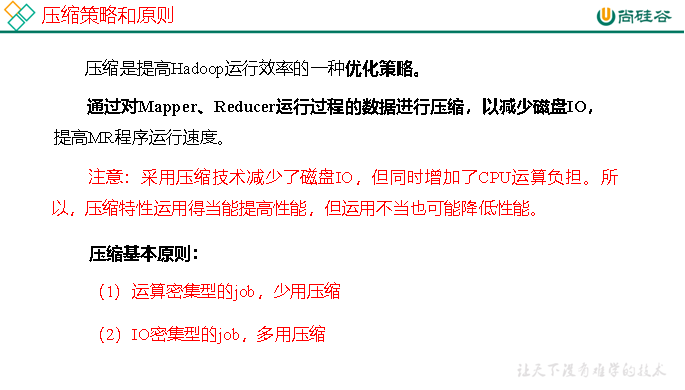 压缩策略和原则
尚硅谷
压缩是提高Hadoop运行效率的一种优化策略。
通过对Mapper、Reducer运行过程的数据进行压缩，以减少磁盘IO，
提高MR程序运行速度。
注意：采用压缩技术减少了磁盘IO，但同时增加了CPU运算负担。所
以，压缩特性运用得当能提高性能，但运用不当也可能降低性能。
压缩基本原则：
（1）运算密集型的job，少用压缩
（2）IO密集型的job，多用压缩
让天下没有难学的技术